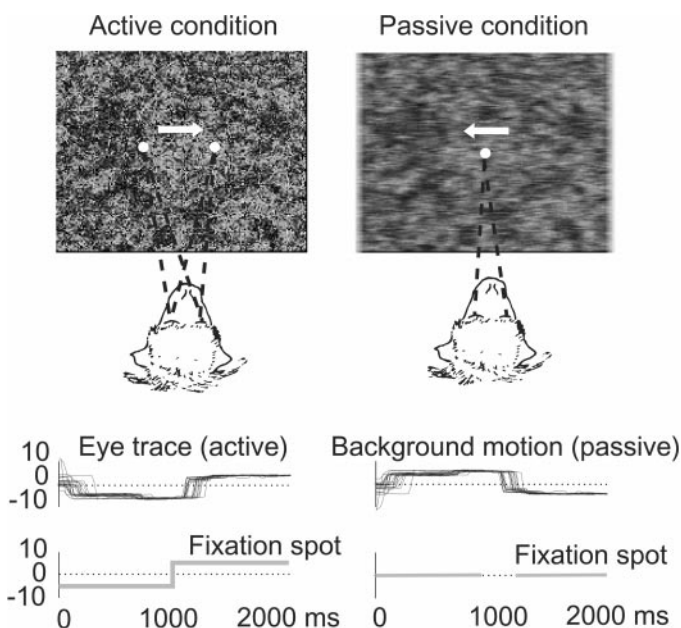 Active condition
Passive condition
Eye trace (active)
10
0
-10
Background motion (passive)
Fixation spot
10
0
-10
0 1000 2000 ms
Fixation spot
0 1000 2000 ms